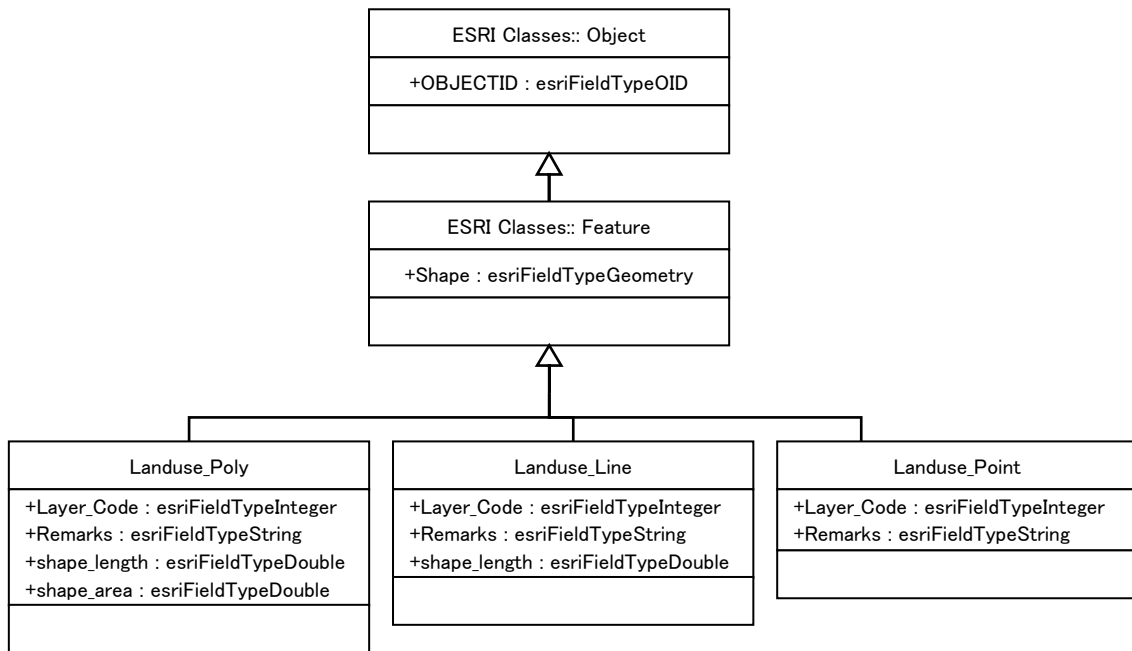 ESRI Classes:: Object
+OBJECTID : esriFieldTypeOID
ESRI Classes:: Feature
+Shape : esriFieldTypeGeometry
Landuse_Poly
+Layer_Code : esriFieldTypeInteger
+Remarks : esriFieldTypeString
+shape_length : esriFieldTypeDouble
+shape_area : esriFieldTypeDouble
Landuse_Line
+Layer_Code : esriFieldTypeInteger
+Remarks : esriFieldTypeString
+shape_length : esriFieldTypeDouble
Landuse_Point
+Layer_Code : esriFieldTypeInteger
+Remarks : esriFieldTypeString